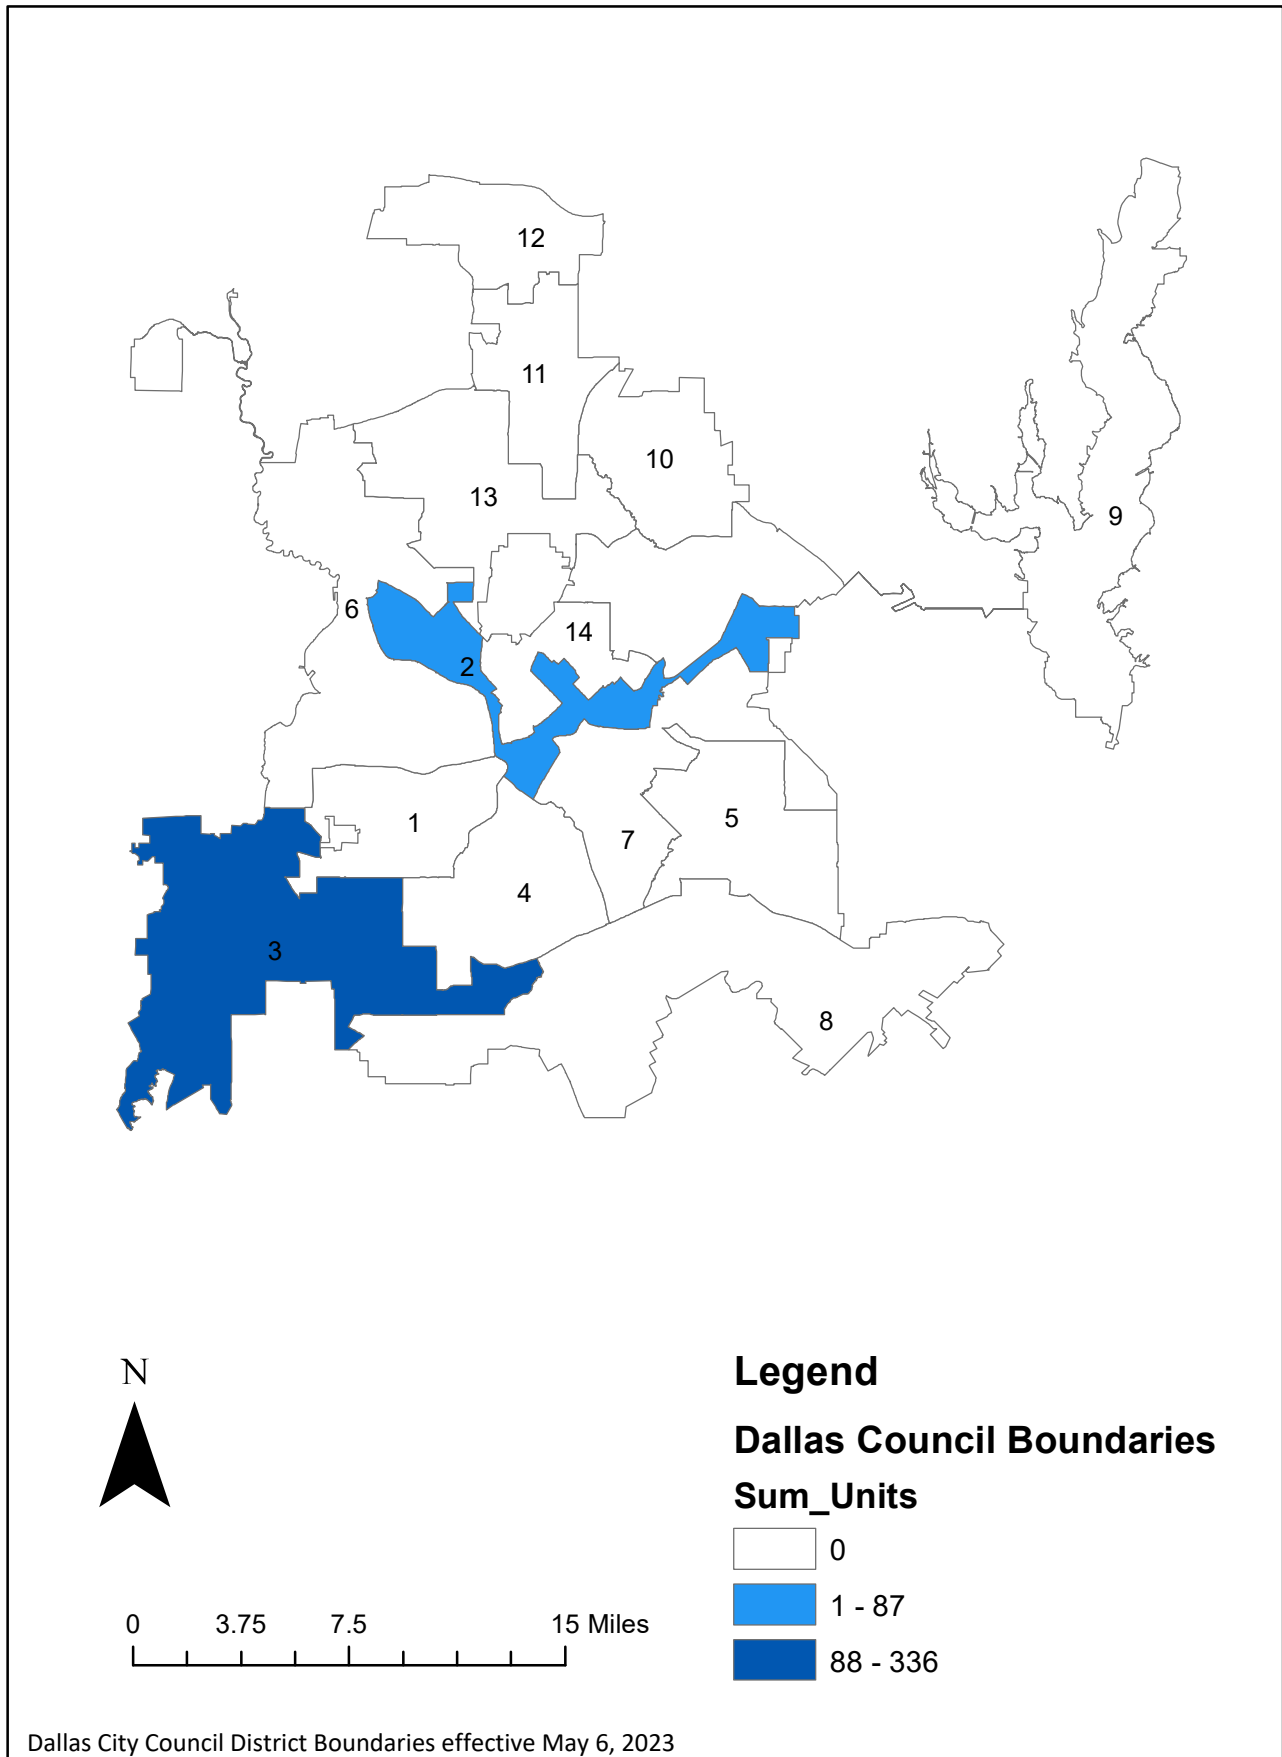 12
11
10
13
9
6
14
2
1
5
7
4
3
8
N
Legend
Dallas Council Boundaries
Sum_Units
0
1 - 87
88 - 336
0 3.75 7.5 15 Miles
Dallas City Council District Boundaries effective May 6, 2023